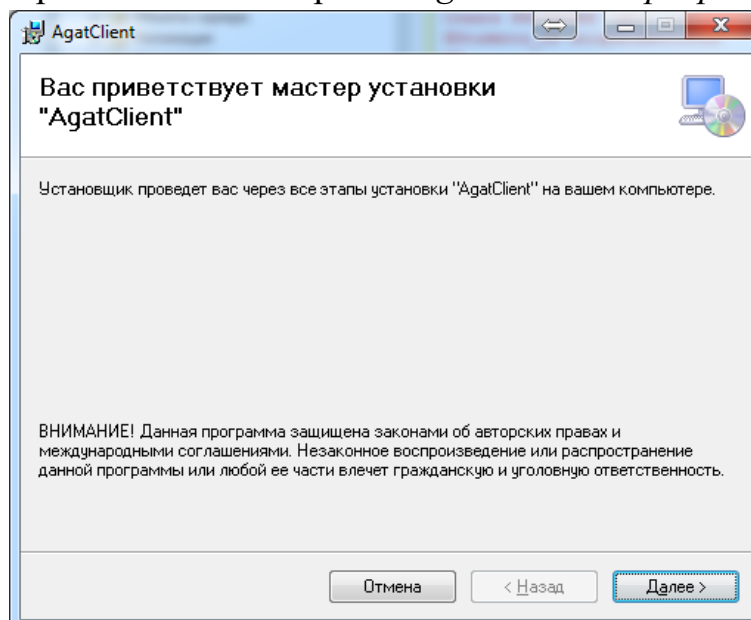 AgatClient
Вас приветствует мастер установки
"AgatClient"
Установщик проведет вас через все этапы установки "AgatClient" на вашем компьютере.
ВНИМАНИЕ! Данная программа защищена законами об авторских правах и
международными соглашениями. Незаконное воспроизведение или распространение
данной программы или любой ее части влечет гражданскую и уголовную ответственность.
Отмена
< Назад
Далее >